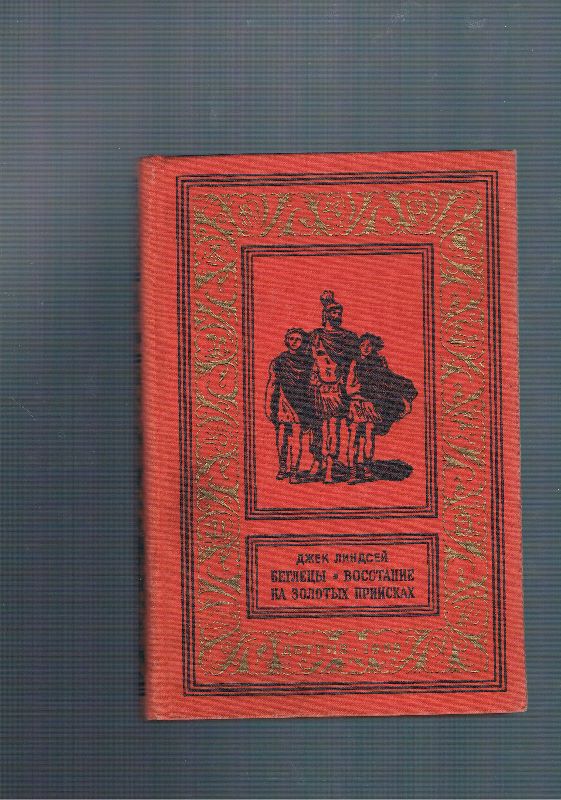 ДЖЕК ЛИНДСЕЙ
БЕГЛЕЦЫ • ВОССТАНИЕ
НА ЗОЛОТЫХ ПРИИСКАХ